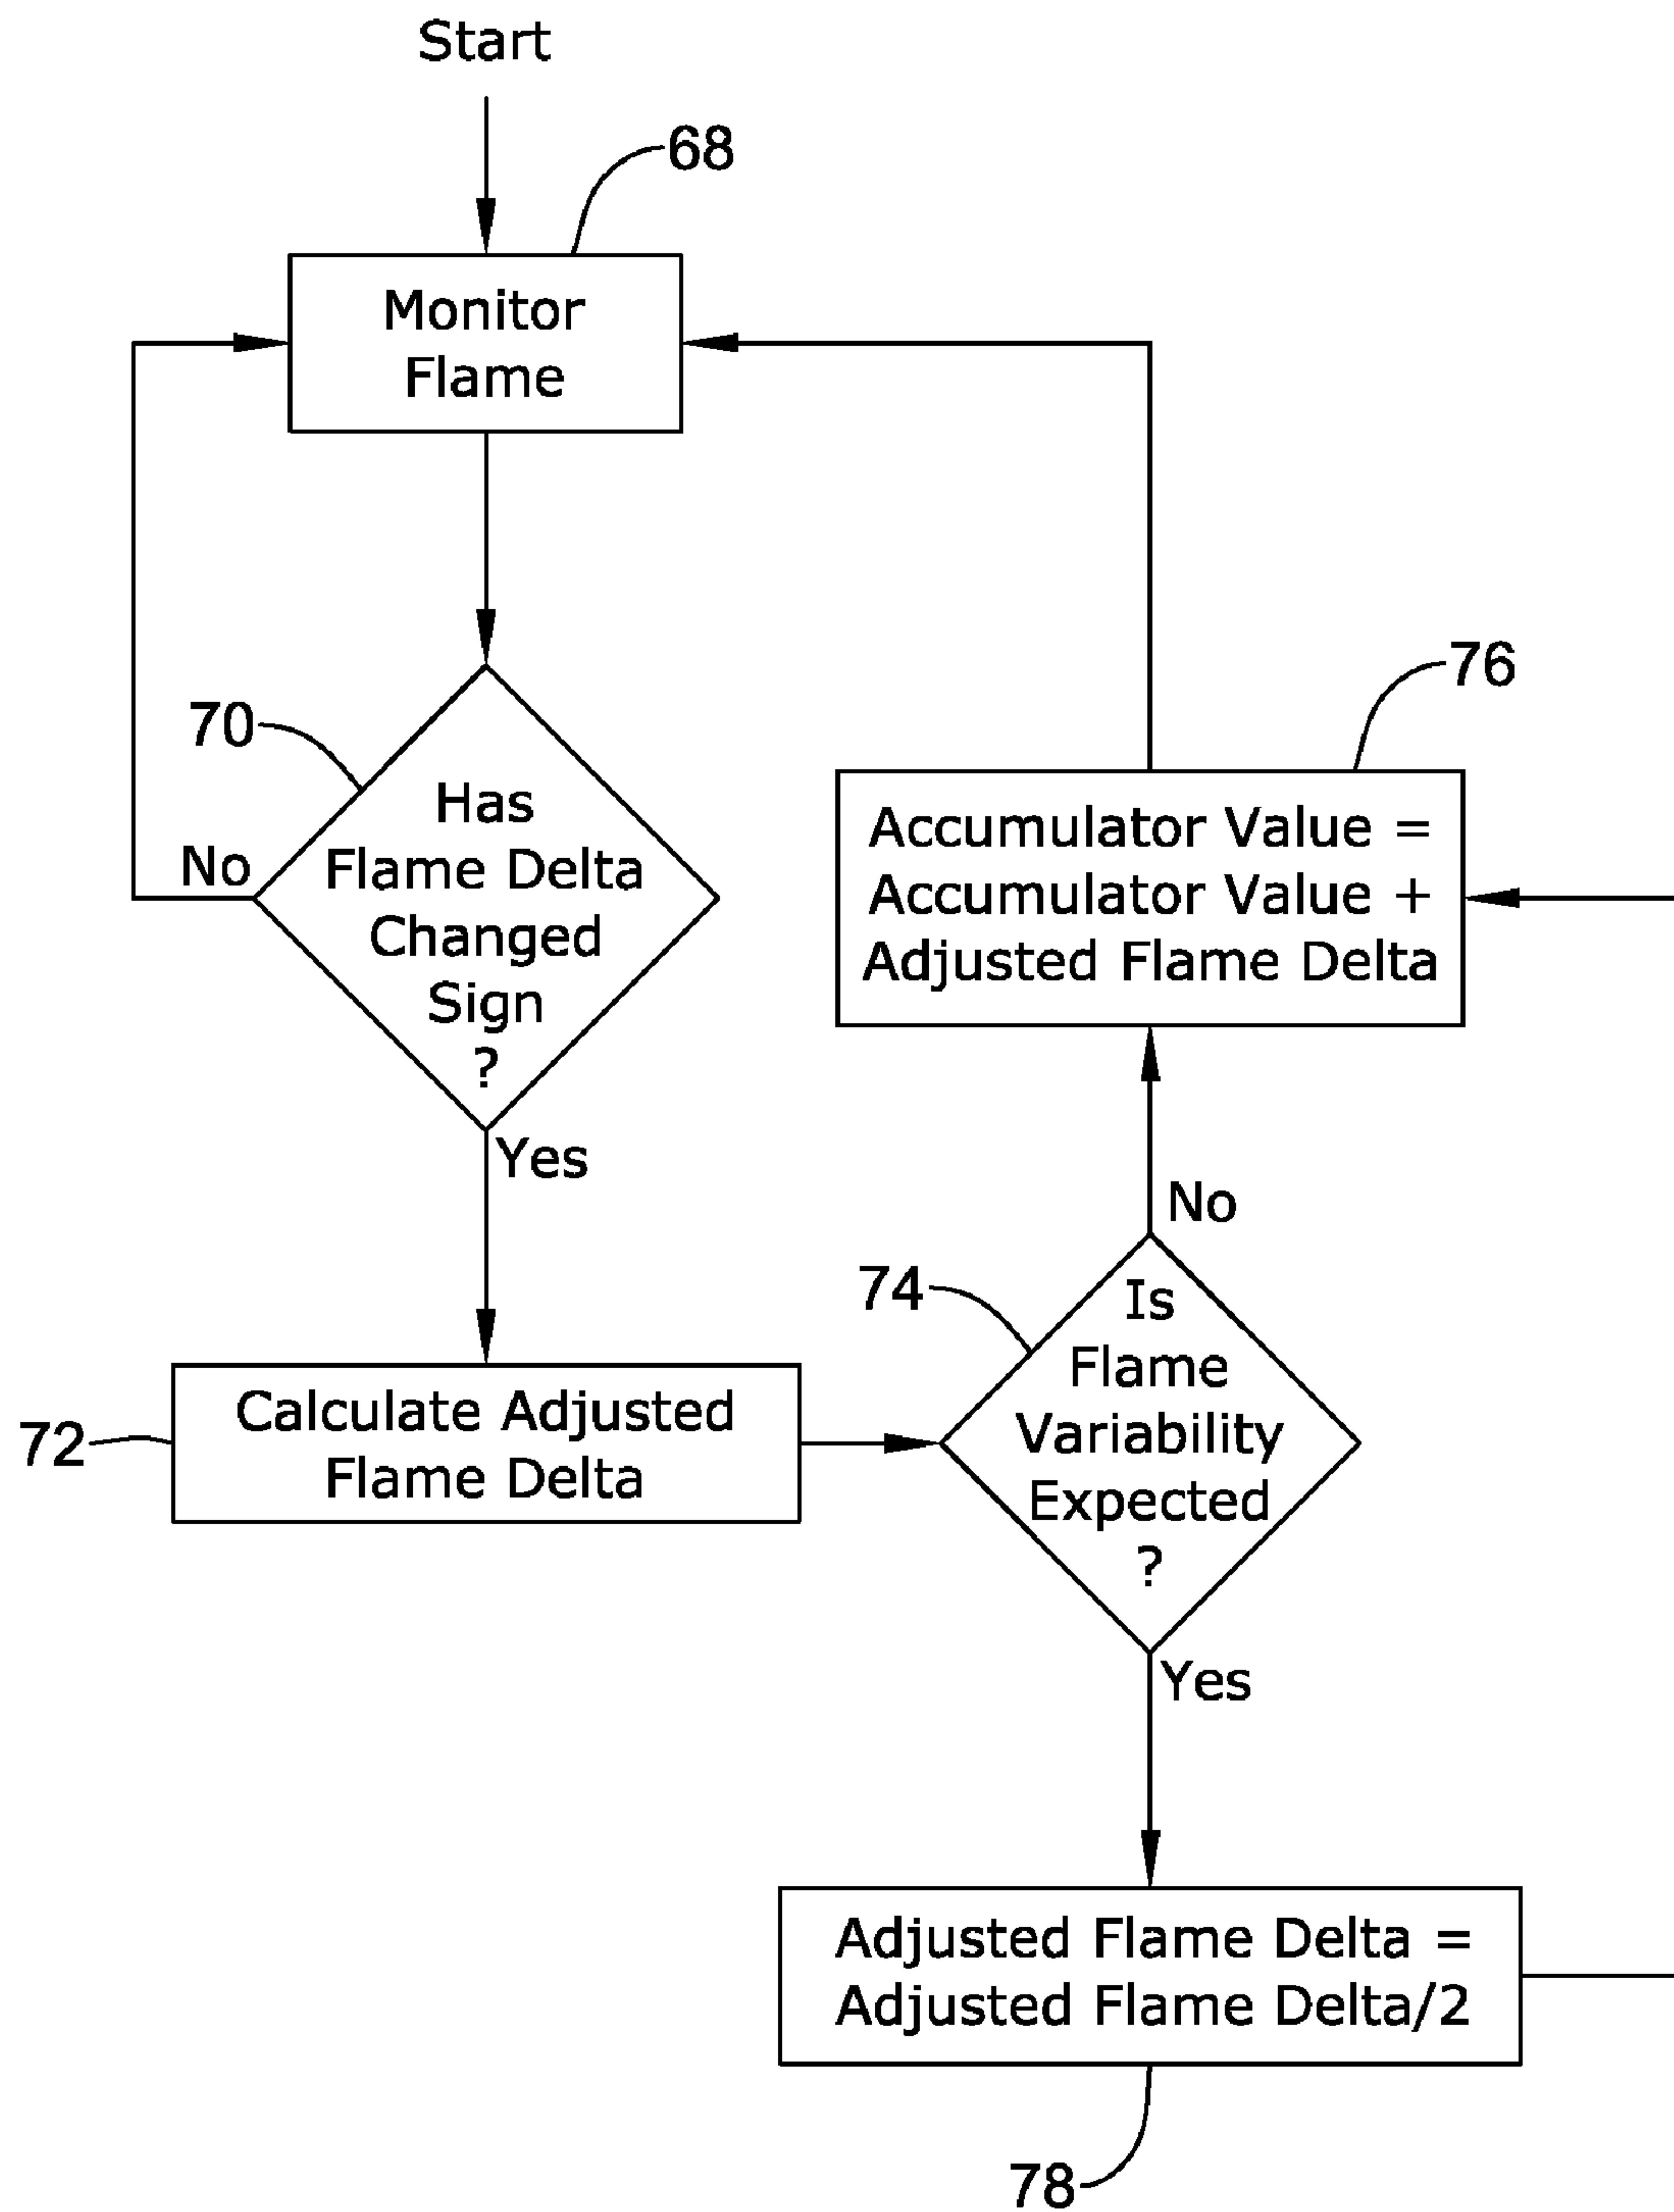 Start
68
Monitor
Flame
70
Has
Flame Delta
Changed
Sign
?
No
Yes
72
Calculate Adjusted
Flame Delta
74
Is
Flame
Variability
Expected
?
No
Yes
76
Accumulator Value =
Accumulator Value +
Adjusted Flame Delta
Adjusted Flame Delta =
Adjusted Flame Delta/2
78